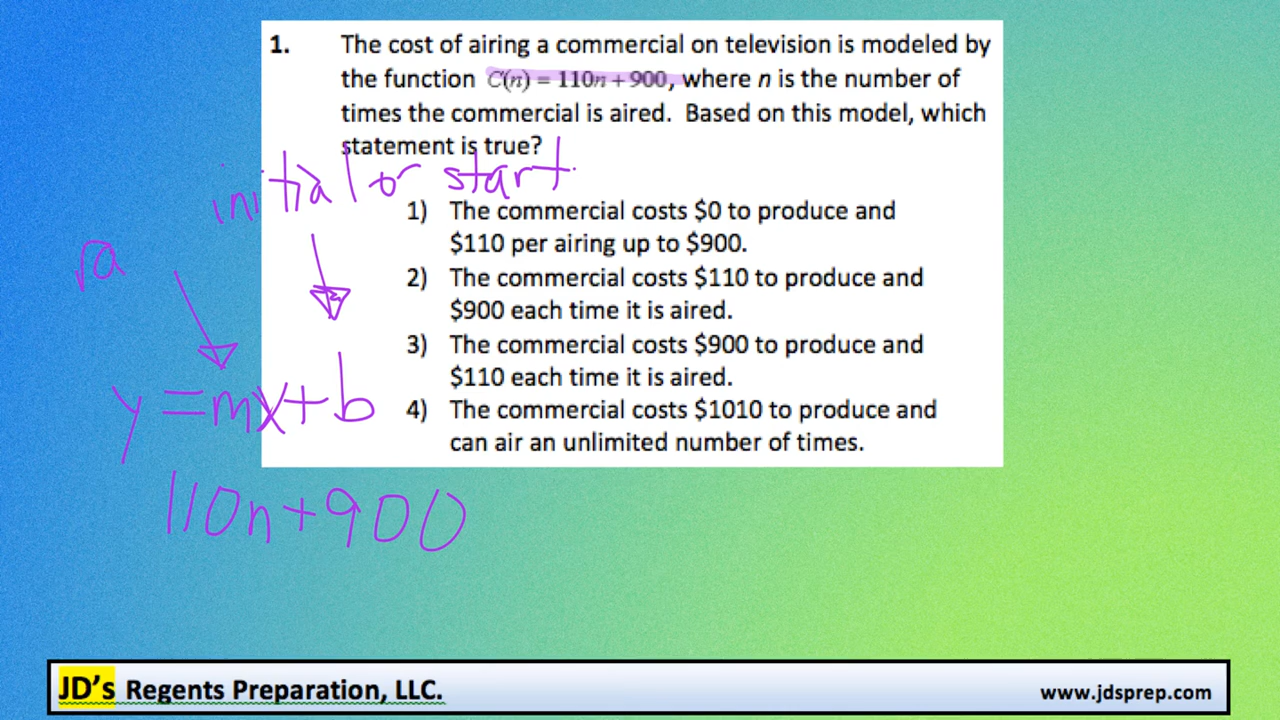 1. The cost of airing a commercial on television is modeled by
the function C(n) = 110n + 900, where n is the number of
times the commercial is aired. Based on this model, which
statement is true?
initial or start
1) The commercial costs $0 to produce and
$110 per airing up to $900.
ra
2) The commercial costs $110 to produce and
$900 each time it is aired.
3) The commercial costs $900 to produce and
$110 each time it is aired.
y = mx + b
4) The commercial costs $1010 to produce and
can air an unlimited number of times.
110n + 900
JD's Regents Preparation, LLC.
www.jdsprep.com